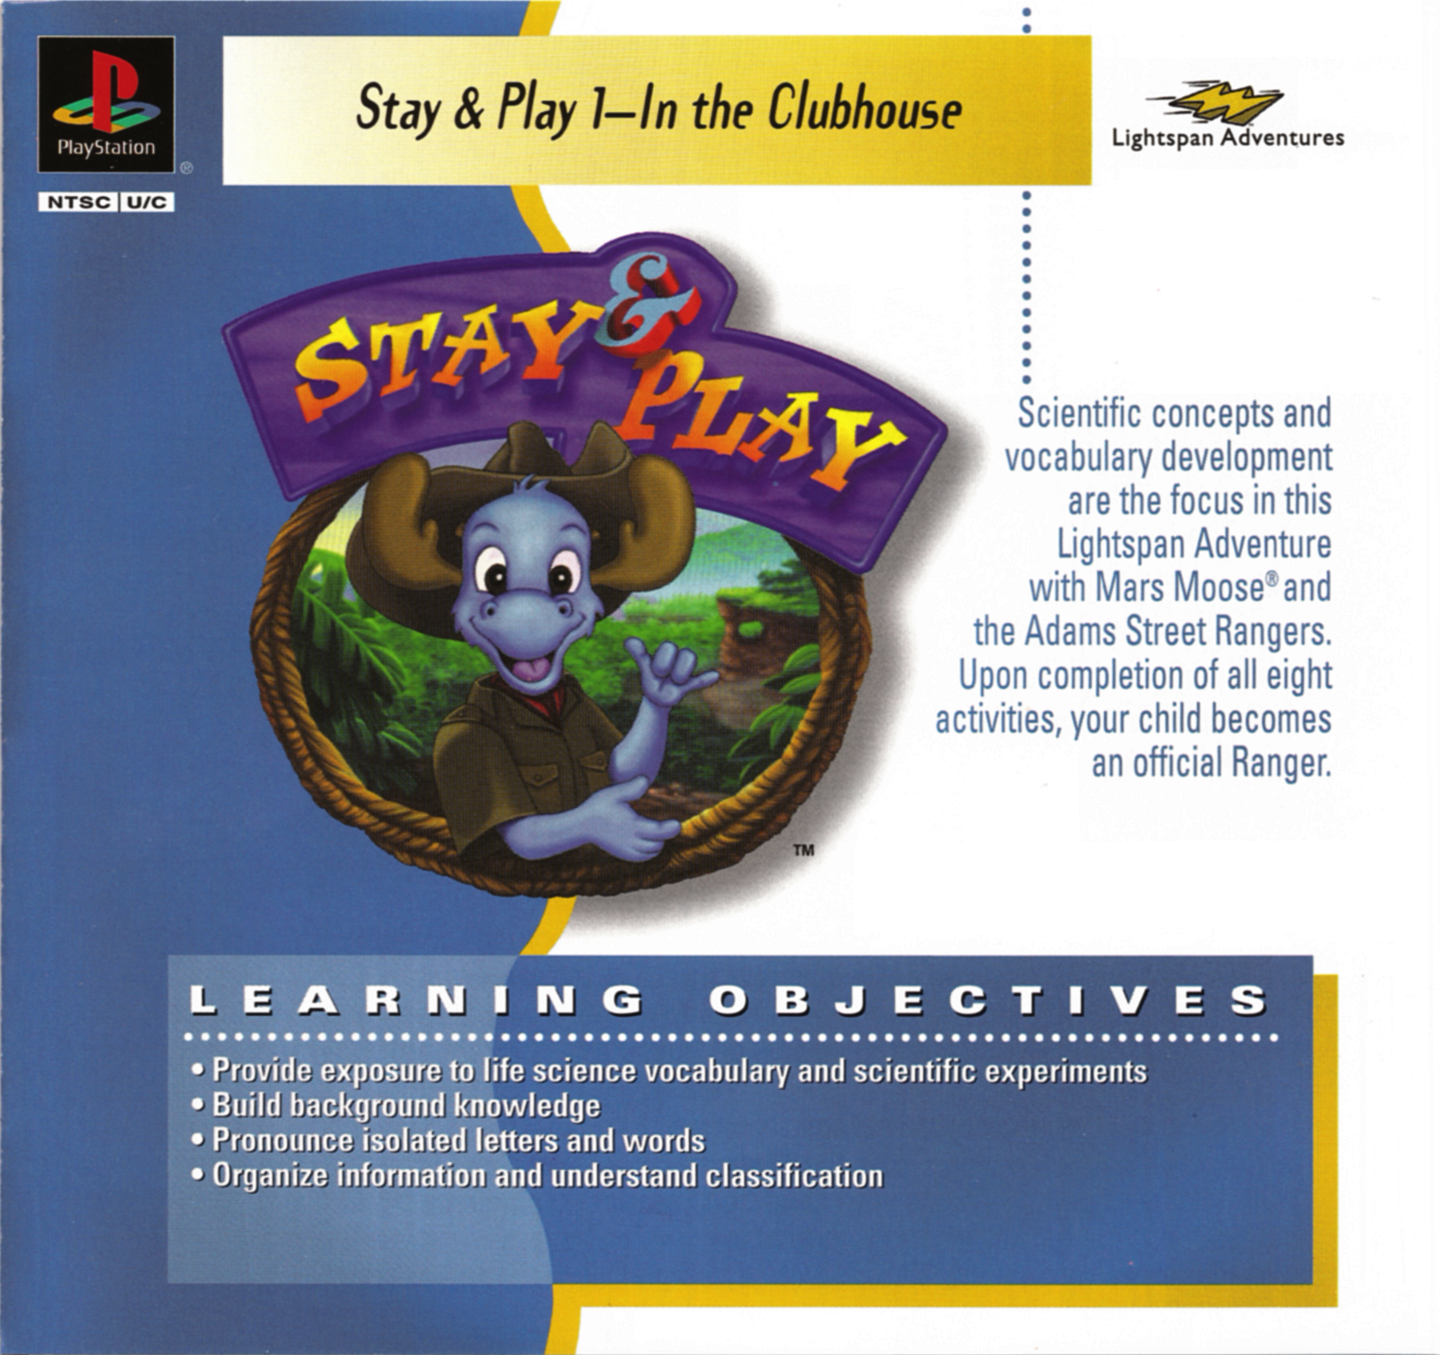 PlayStation
®
NTSC U/C
Stay & Play 1–In the Clubhouse
Lightspan Adventures
STAY &
PLAY
Scientific concepts and
vocabulary development
are the focus in this
Lightspan Adventure
with Mars Moose® and
the Adams Street Rangers.
Upon completion of all eight
activities, your child becomes
an official Ranger.
TM
LEARNING OBJECTIVES
• Provide exposure to life science vocabulary and scientific experiments
• Build background knowledge
• Pronounce isolated letters and words
• Organize information and understand classification